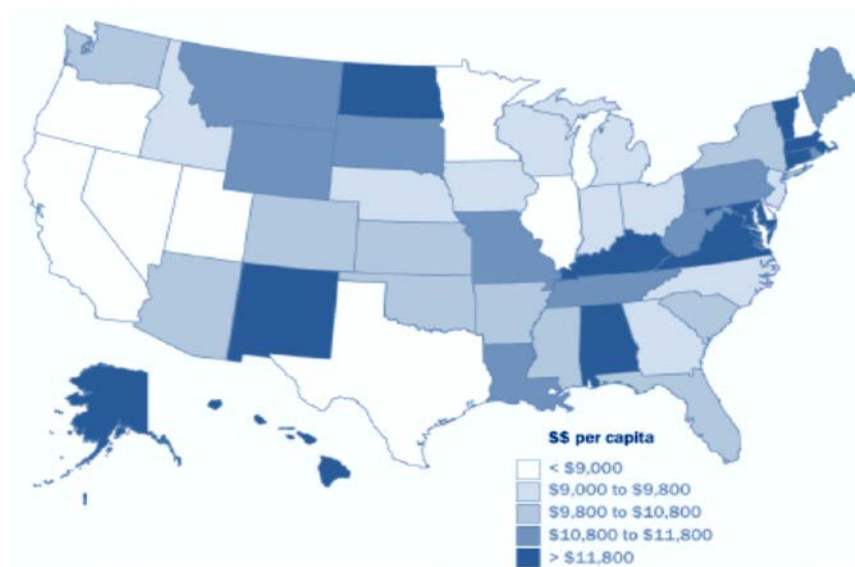 $$ per capita
< $9,000
$9,000 to $9,800
$9,800 to $10,800
$10,800 to $11,800
> $11,800